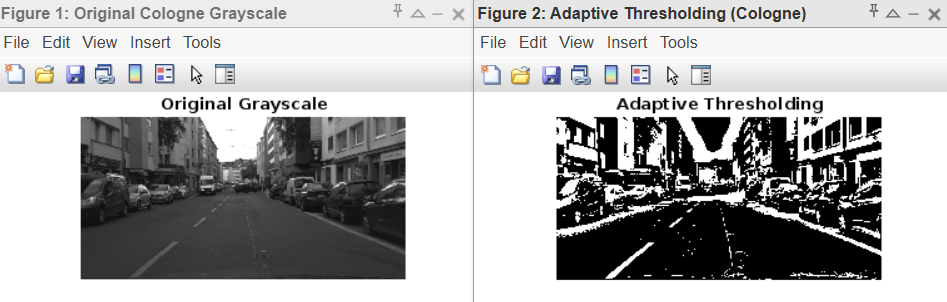 Figure 1: Original Cologne Grayscale
File Edit View Insert Tools
Original Grayscale
Figure 2: Adaptive Thresholding (Cologne)
File Edit View Insert Tools
Adaptive Thresholding